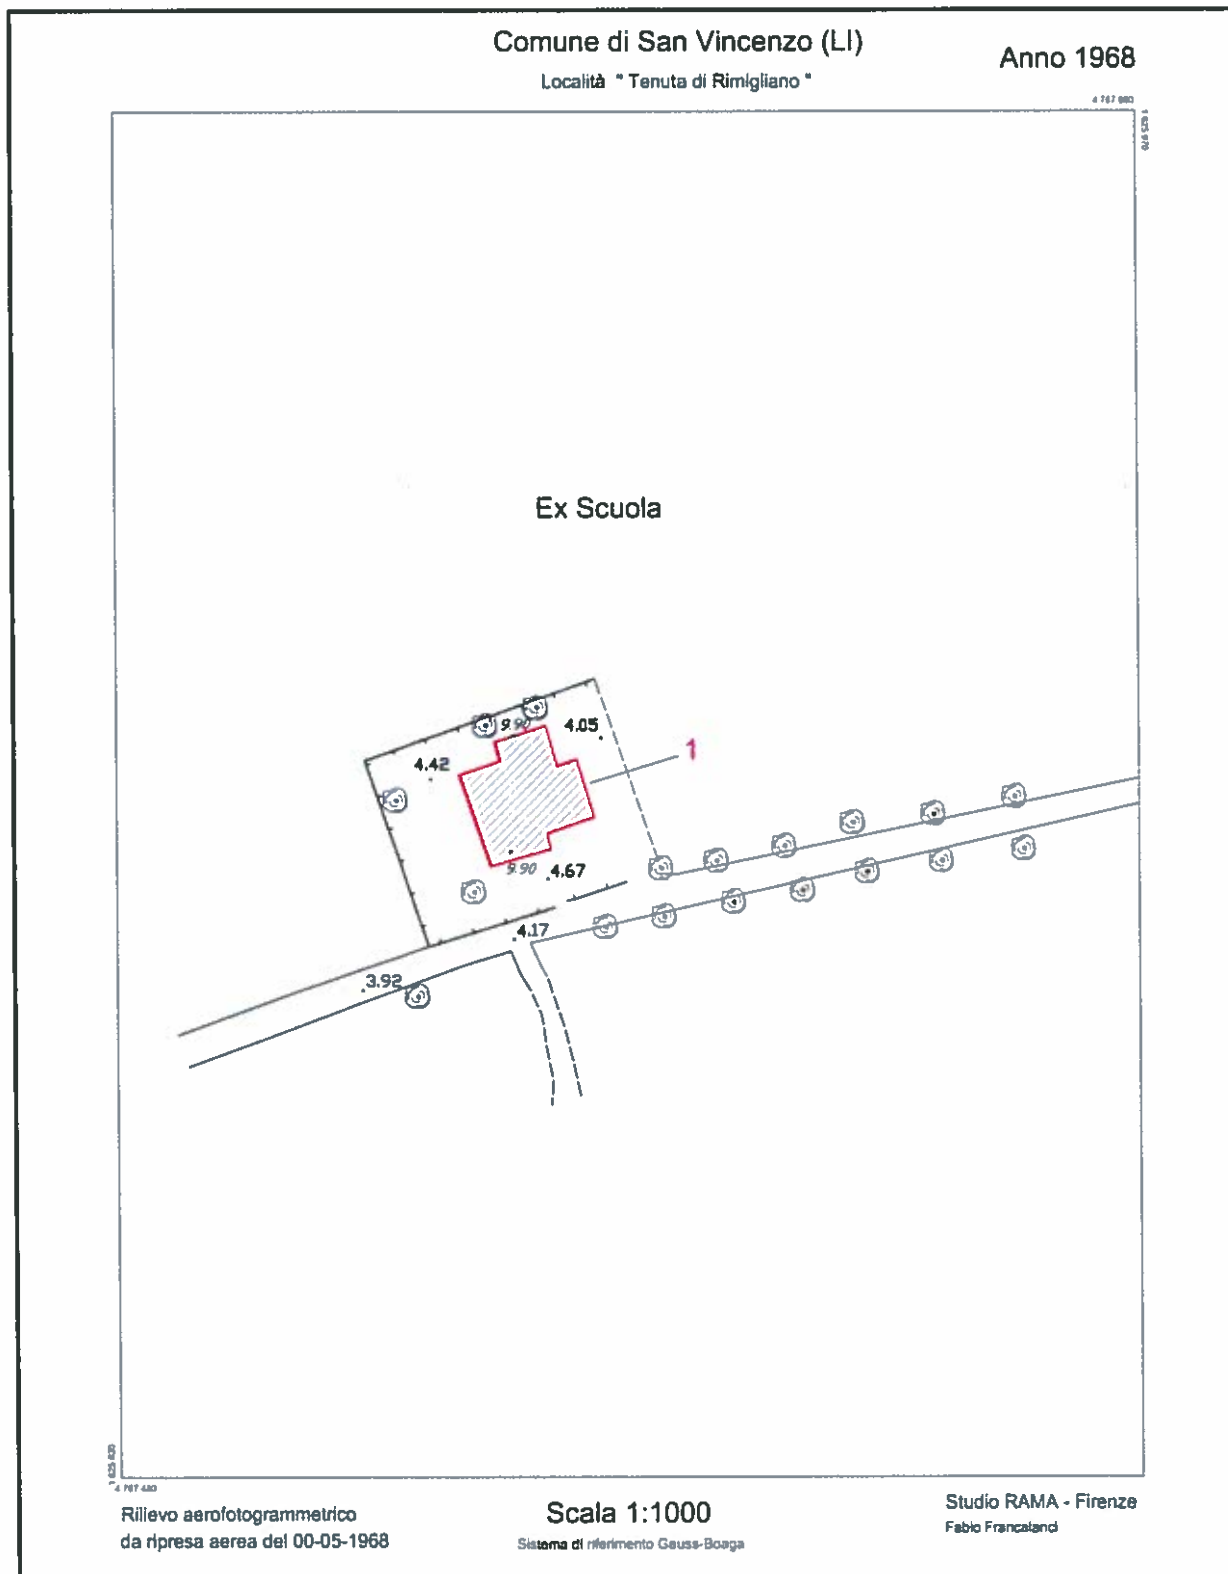 Comune di San Vincenzo (LI)
Anno 1968
Località " Tenuta di Rimigliano "
Ex Scuola
9.90
4.05
1
4.42
9.90
4.67
4.17
3.92
Rilievo aerofotogrammetrico
da ripresa aerea del 00-05-1968
Scala 1:1000
Sistema di riferimento Gauss-Boaga
Studio RAMA - Firenze
Fabio Francalanci